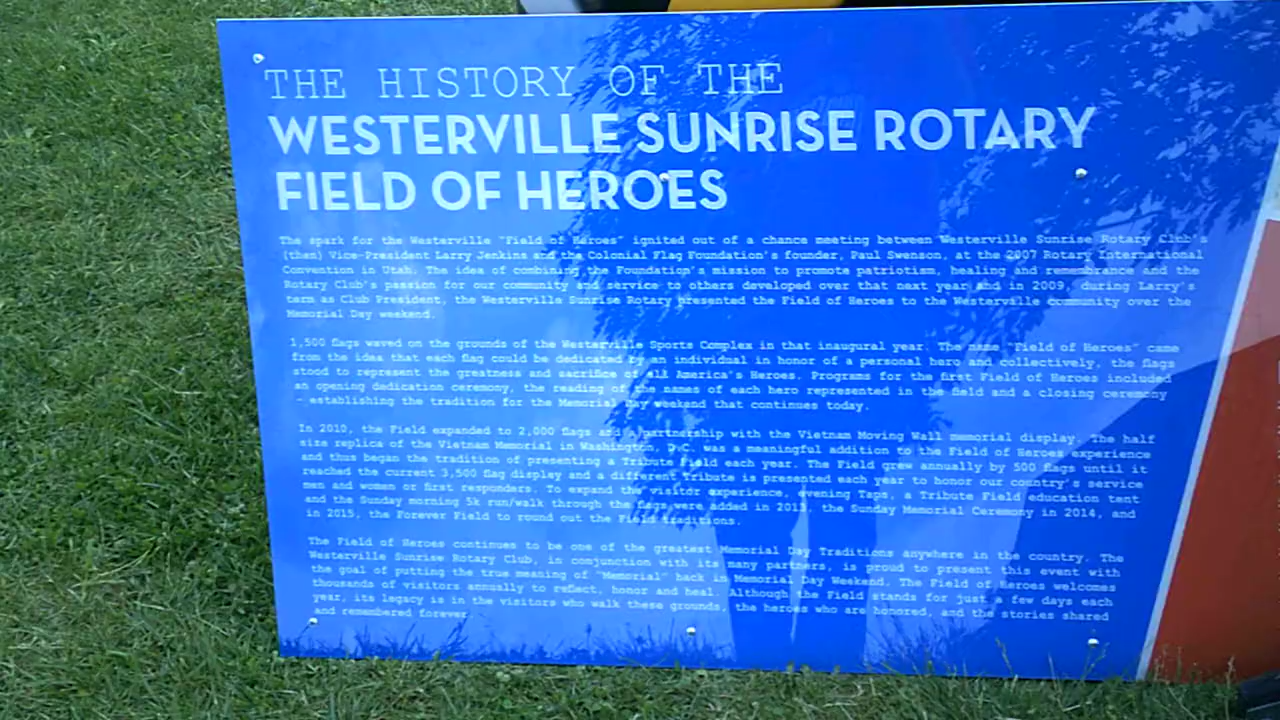 THE HISTORY OF THE
WESTERVILLE SUNRISE ROTARY
FIELD OF HEROES
The spark for the Westerville "Field of Heroes" ignited out of a chance meeting between Westerville Sunrise Rotary Club's
(then) Vice-President Larry Jenkins and the Colonial Flag Foundation's founder, Paul Swenson, at the 2007 Rotary International
Convention in Utah. The idea of combining the Foundation's mission to promote patriotism, healing and remembrance and the
Rotary Club's passion for our community and service to others developed over that next year and in 2009, during Larry's
term as Club President, the Westerville Sunrise Rotary presented the Field of Heroes to the Westerville community over the
Memorial Day weekend.
1,500 flags waved on the grounds of the Westerville Sports Complex in that inaugural year. The name "Field of Heroes" came
from the idea that each flag could be dedicated by an individual in honor of a personal hero and collectively, the flags
stood to represent the greatness and sacrifice of all America's Heroes. Programs for the first Field of Heroes included
an opening dedication ceremony, the reading of the names of each hero represented in the field and a closing ceremony
- establishing the tradition for the Memorial Day weekend that continues today.
In 2010, the Field expanded to 2,000 flags and a partnership with the Vietnam Moving Wall memorial display. The half
size replica of the Vietnam Memorial in Washington, D.C. was a meaningful addition to the Field of Heroes experience
and thus began the tradition of presenting a Tribute Field each year. The Field grew annually by 500 flags until it
reached the current 3,500 flag display and a different Tribute is presented each year to honor our country's service
men and women or first responders. To expand the visitor experience, evening Taps, a Tribute Field education tent
and the Sunday morning 5k run/walk through the flags were added in 2013, the Sunday Memorial Ceremony in 2014, and
in 2015, the Forever Field to round out the Field traditions.
The Field of Heroes continues to be one of the greatest Memorial Day Traditions anywhere in the country. The
Westerville Sunrise Rotary Club, in conjunction with its many partners, is proud to present this event with
the goal of putting the true meaning of "Memorial" back in Memorial Day Weekend. The Field of Heroes welcomes
thousands of visitors annually to reflect, honor and heal. Although the Field stands for just a few days each
year, its legacy is in the visitors who walk these grounds, the heroes who are honored, and the stories shared
and remembered forever.